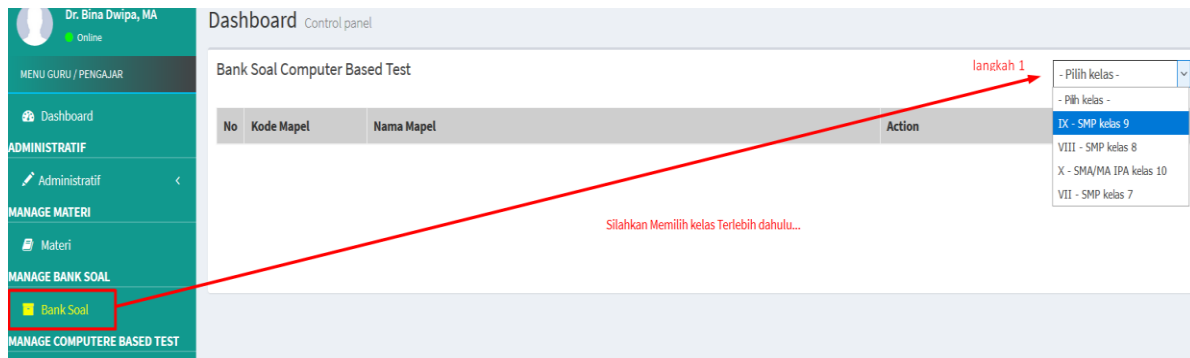 Dr. Bina Dwipa, MA
Online
MENU GURU / PENGAJAR
Dashboard
ADMINISTRATIF
Administratif
MANAGE MATERI
Materi
MANAGE BANK SOAL
Bank Soal
MANAGE COMPUTERE BASED TEST
Dashboard Control panel
Bank Soal Computer Based Test
langkah 1
- Pilih kelas -
- Pilih kelas -
IX - SMP kelas 9
VIII - SMP kelas 8
X - SMA/MA IPA kelas 10
VII - SMP kelas 7
No Kode Mapel Nama Mapel Action
Silahkan Memilih kelas Terlebih dahulu...